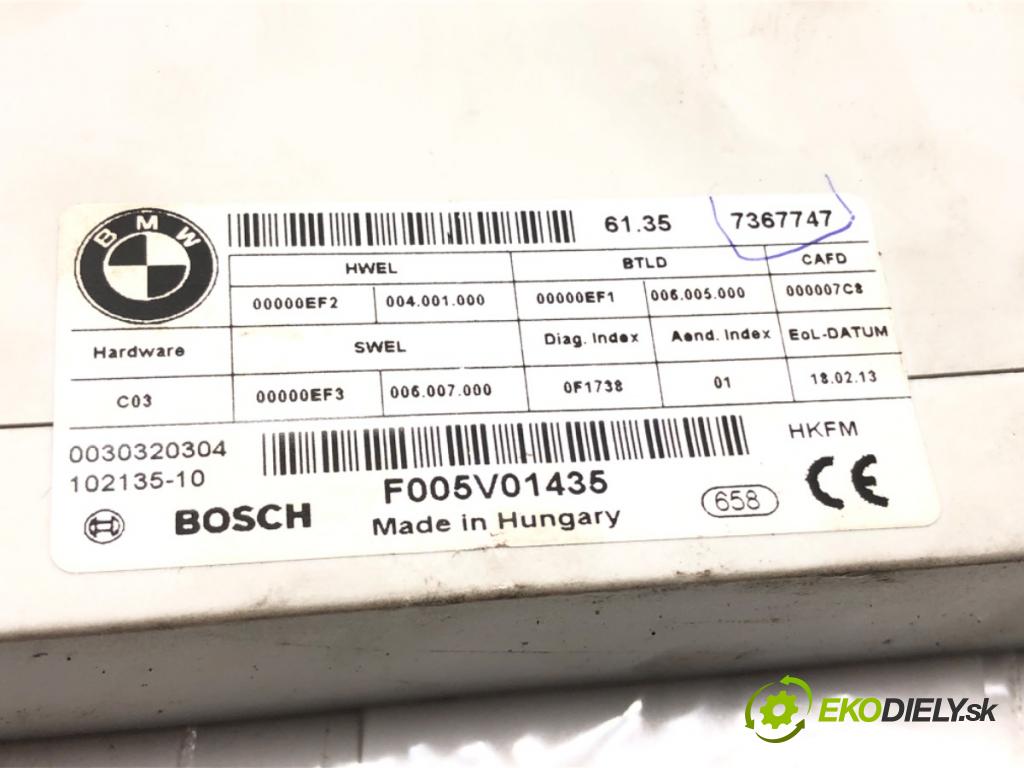 BMW
61.35 7367747
HWEL BTLD CAFD
00000EF2 004.001.000 00000EF1 006.005.000 000007C8
Hardware SWEL Diag. Index Aend. Index EoL-DATUM
C03 00000EF3 006.007.000 0F1738 01 18.02.13
0030320304 HKFM
102135-10 F005V01435 658 CE
BOSCH Made in Hungary
EKODIELY.sk